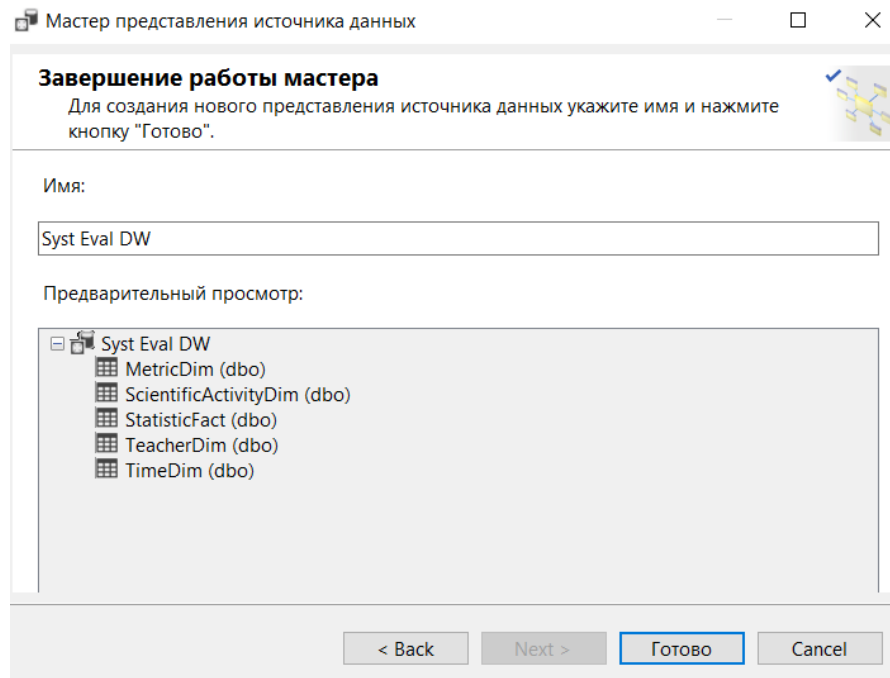 Мастер представления источника данных
Завершение работы мастера
Для создания нового представления источника данных укажите имя и нажмите
кнопку "Готово".
Имя:
Syst Eval DW
Предварительный просмотр:
Syst Eval DW
MetricDim (dbo)
ScientificActivityDim (dbo)
StatisticFact (dbo)
TeacherDim (dbo)
TimeDim (dbo)
< Back
Next >
Готово
Cancel